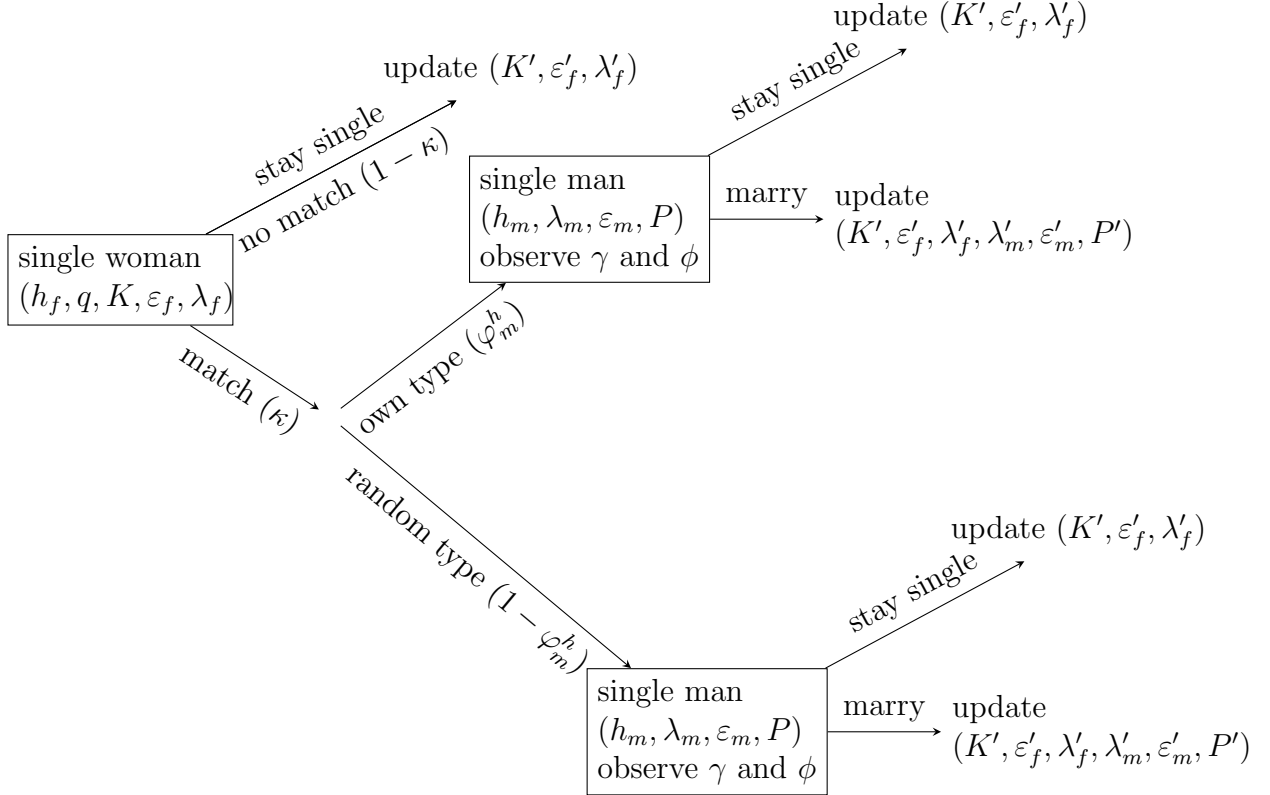 update (K′, ε′_f, λ′_f)
update (K′, ε′_f, λ′_f)
stay single
no match (1 − κ)
stay single
single man
(h_m, λ_m, ε_m, P)
observe γ and ϕ
marry
update
(K′, ε′_f, λ′_f, λ′_m, ε′_m, P′)
single woman
(h_f, q, K, ε_f, λ_f)
match (κ)
own type (φ^h_m)
random type (1 − φ^h_m)
update (K′, ε′_f, λ′_f)
stay single
single man
(h_m, λ_m, ε_m, P)
observe γ and ϕ
marry
update
(K′, ε′_f, λ′_f, λ′_m, ε′_m, P′)